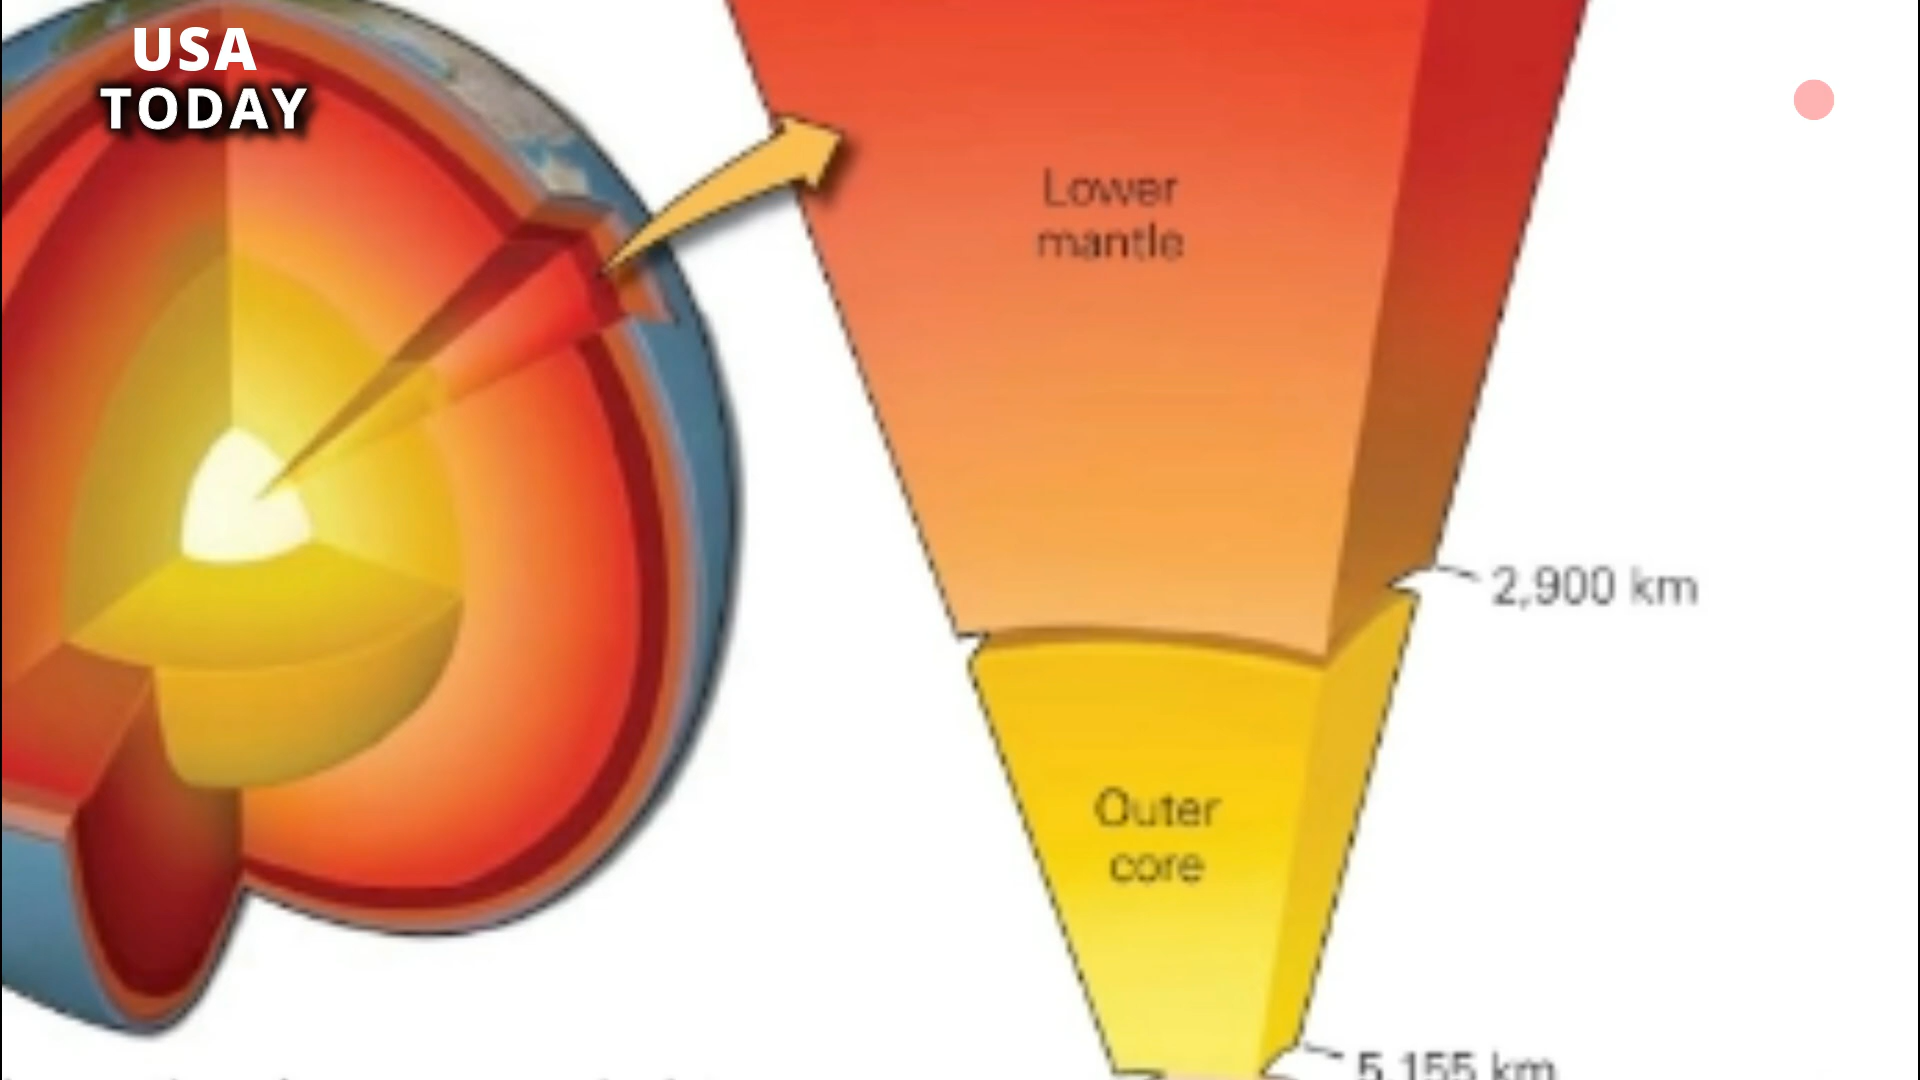 USA
TODAY
Lower
mantle
2,900 km
Outer
core
5,155 km